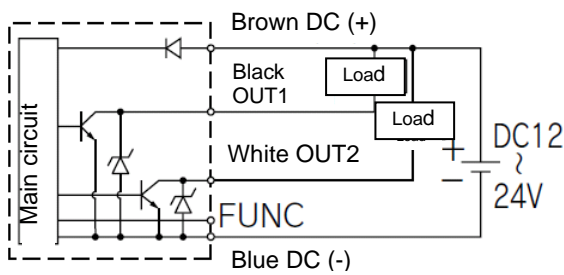 Brown DC (+)
Black
OUT1
Load
Load
Main circuit
White OUT2
+
−
DC12
~
24V
FUNC
Blue DC (-)